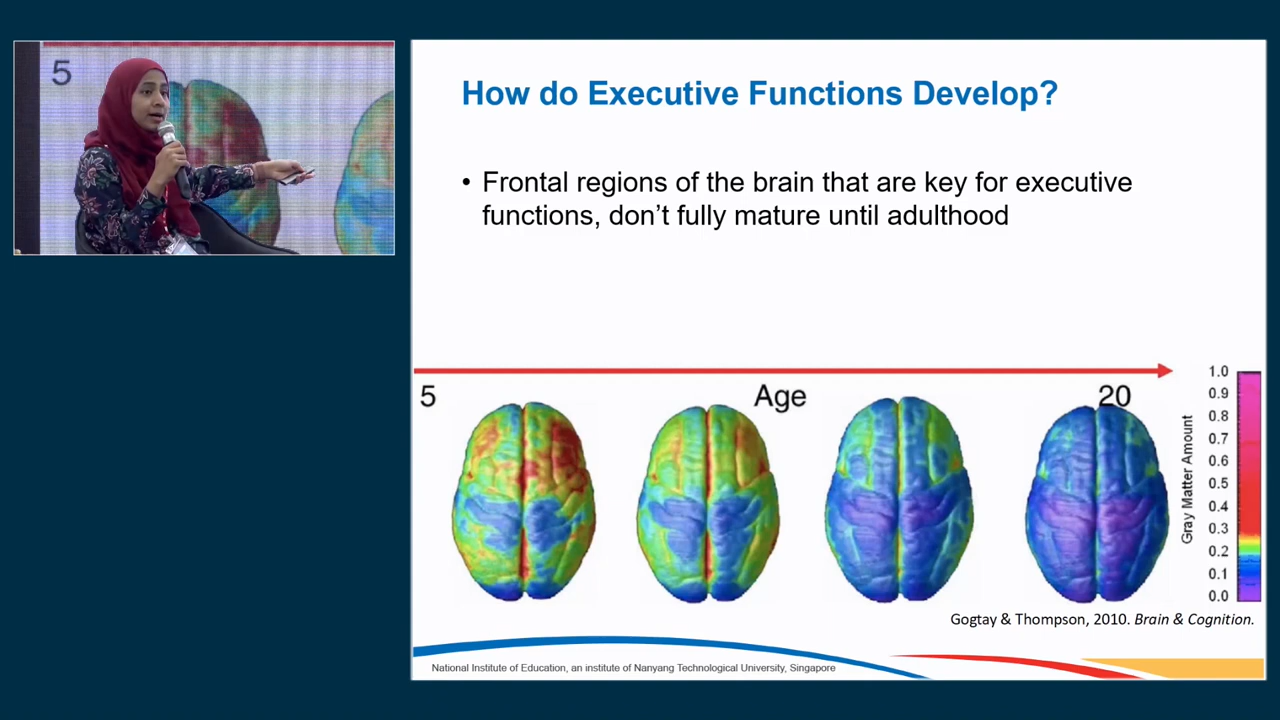 5
How do Executive Functions Develop?
• Frontal regions of the brain that are key for executive
functions, don't fully mature until adulthood
5
Age
20
Gray Matter Amount
1.0
0.9
0.8
0.7
0.6
0.5
0.4
0.3
0.2
0.1
0.0
Gogtay & Thompson, 2010. Brain & Cognition.
National Institute of Education, an institute of Nanyang Technological University, Singapore